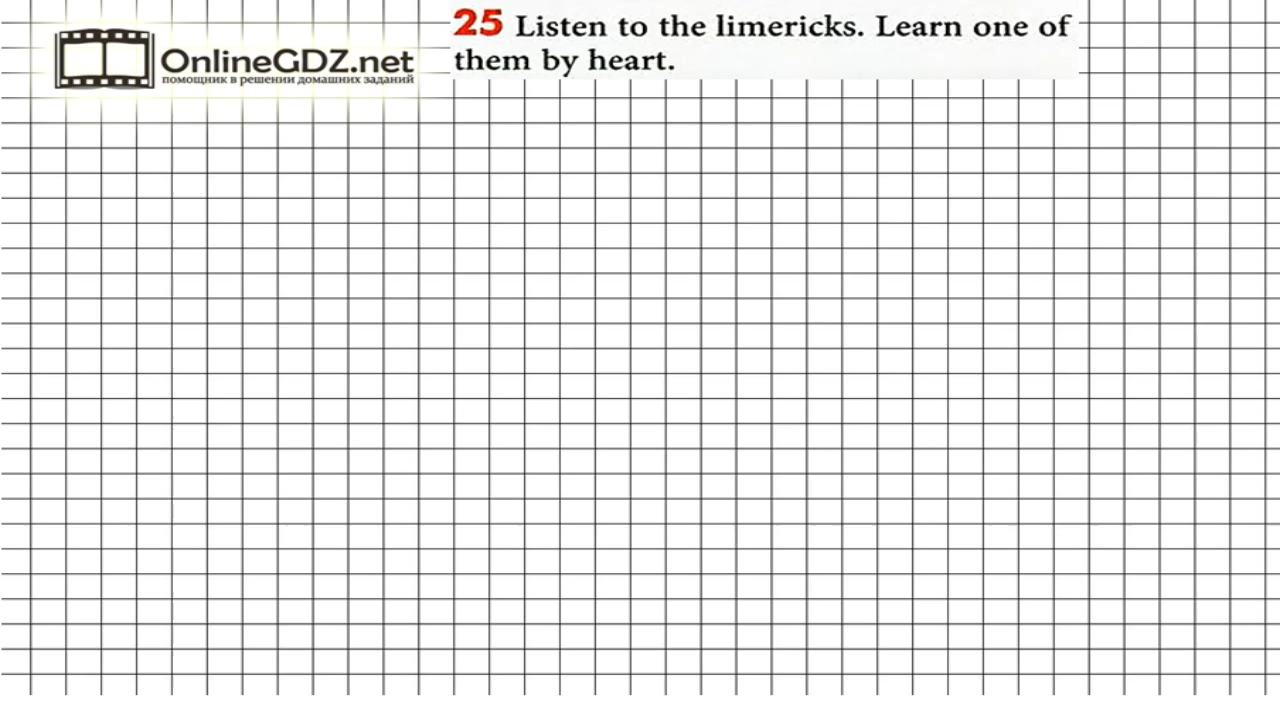 25 Listen to the limericks. Learn one of
them by heart.
OnlineGDZ.net
помощник в решении домашних заданий